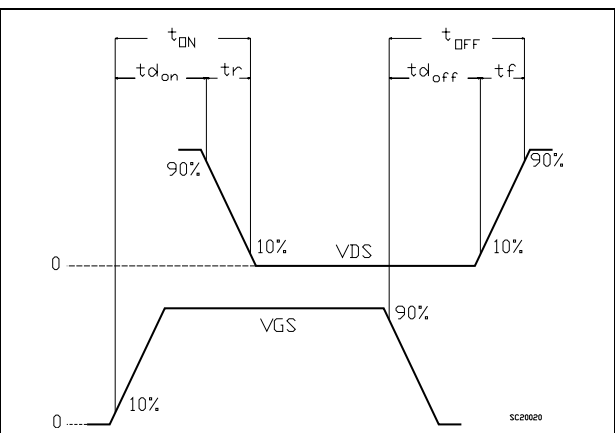 tON tOFF
tdon tr tdoff tf
90% 90%
10% 10%
0 VDS
90%
VGS
10%
0 SC20020